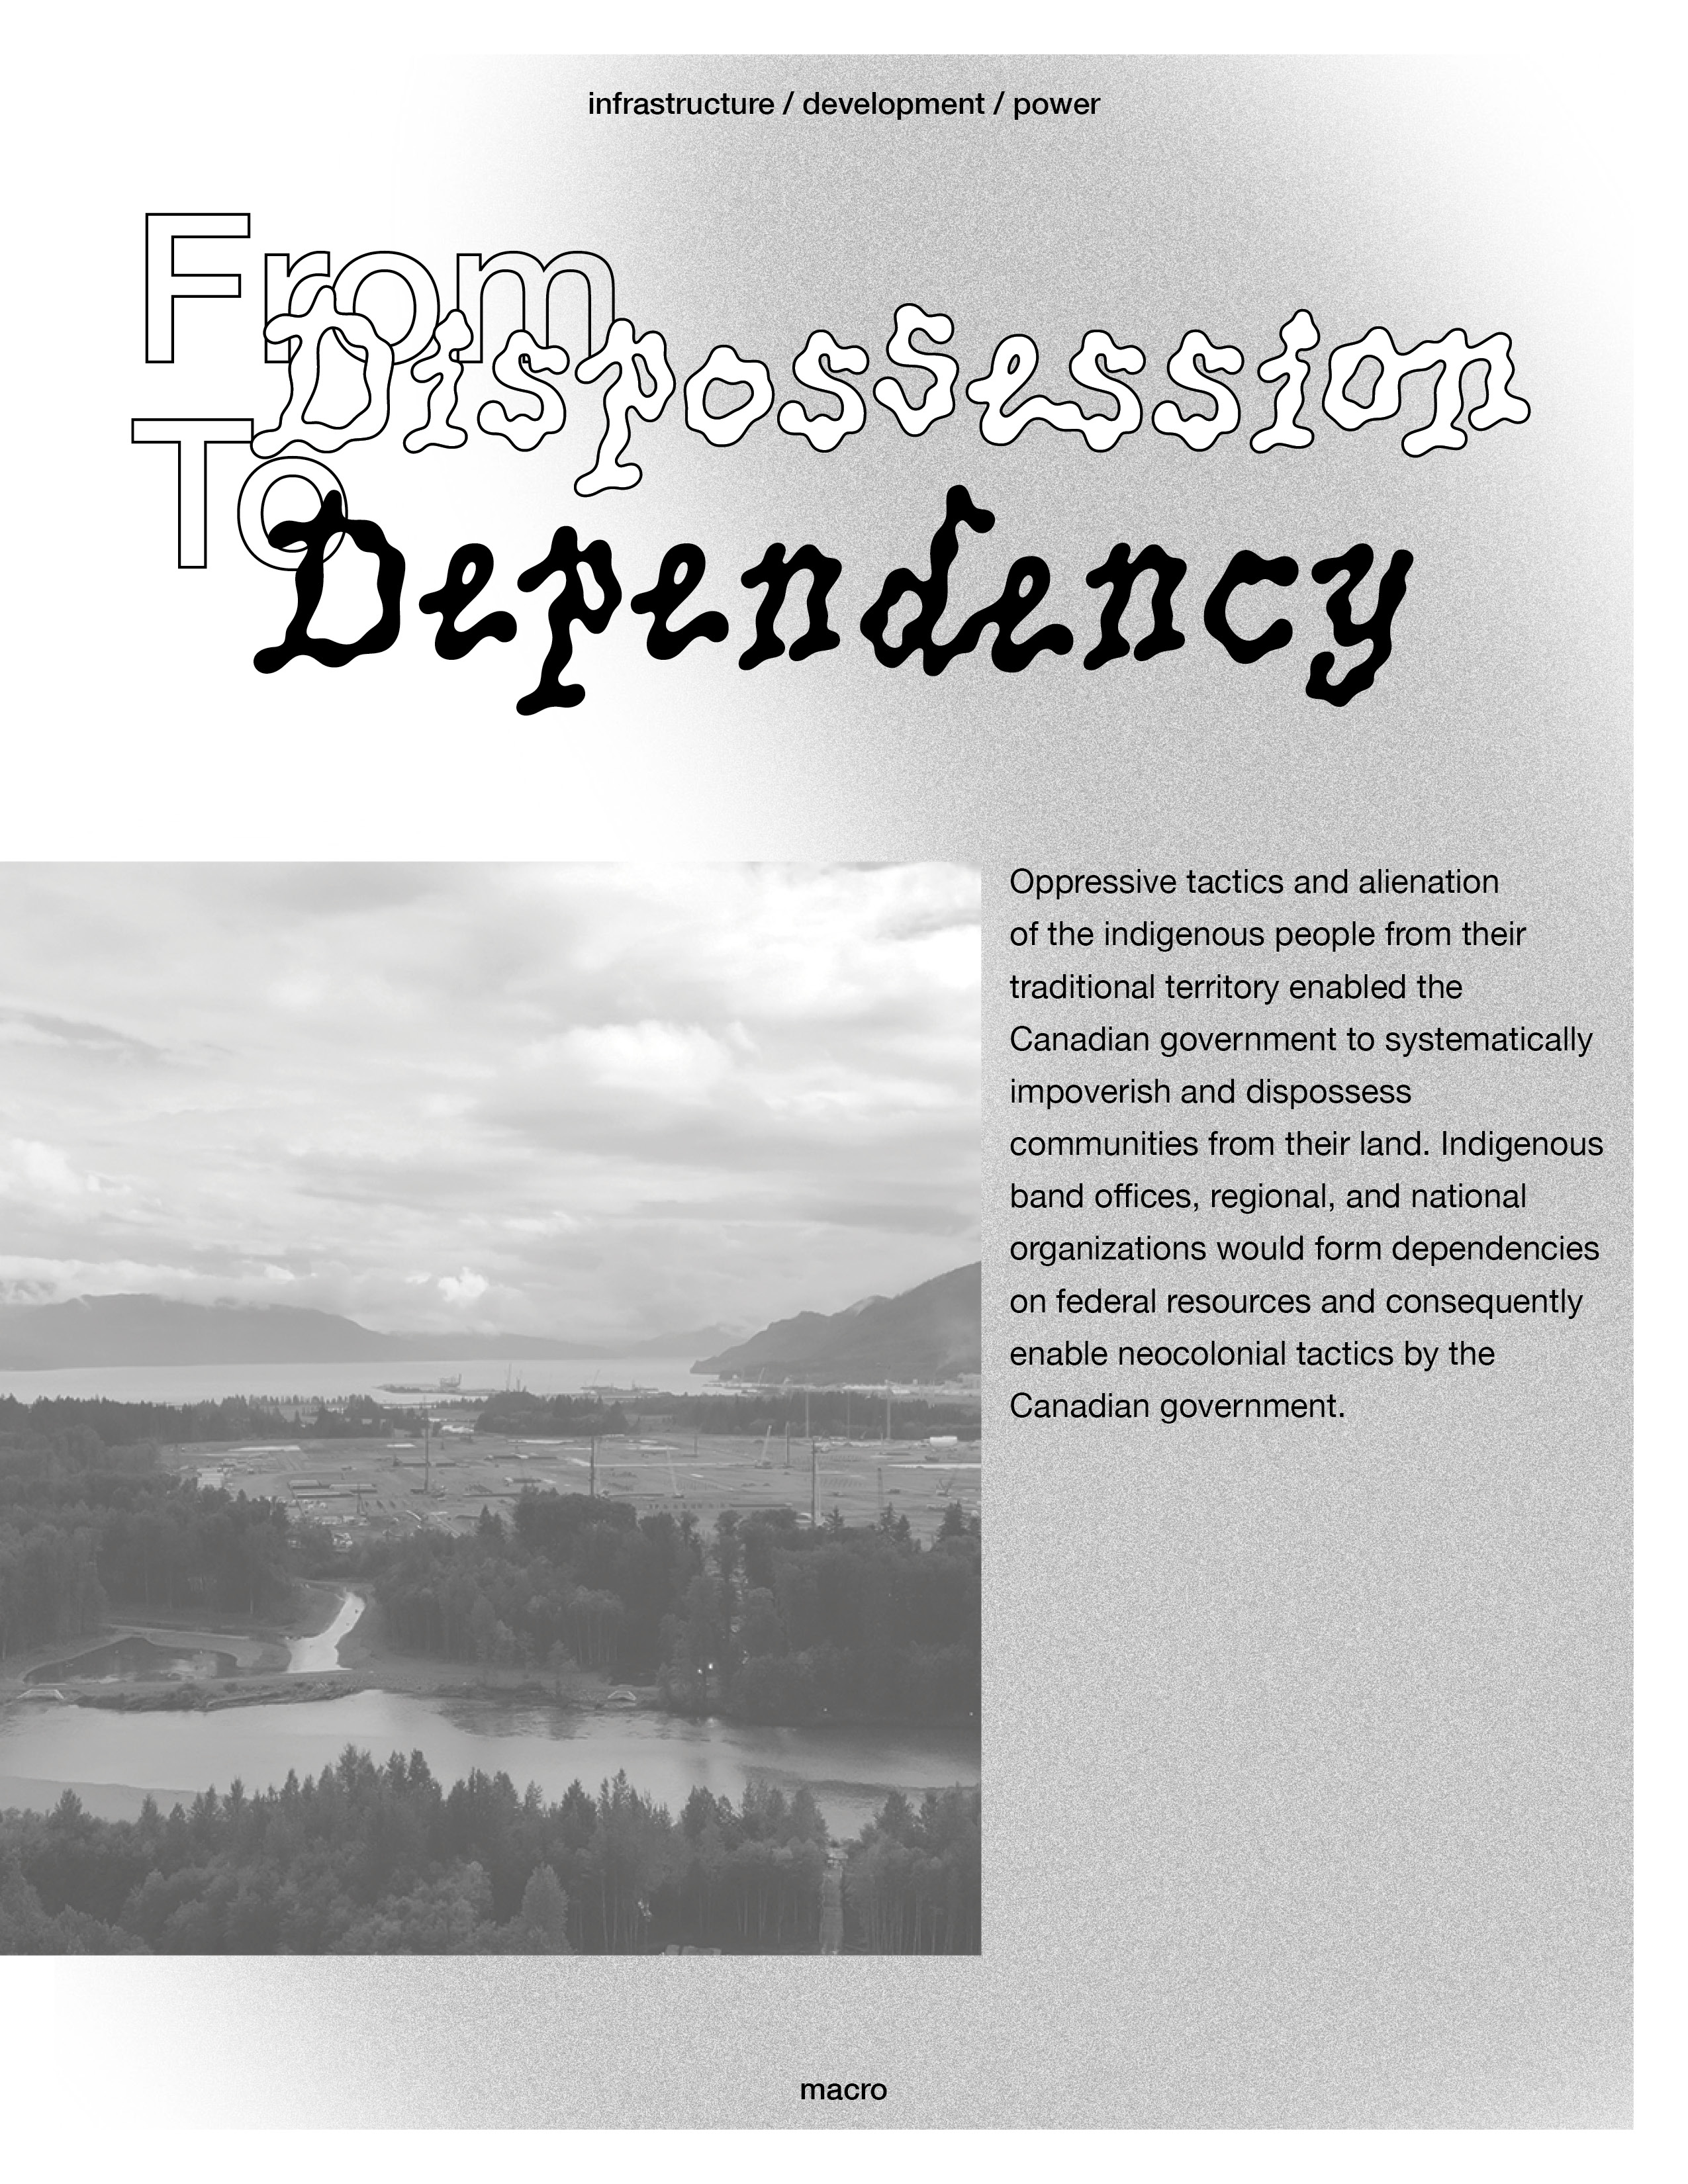 infrastructure / development / power
From
Dispossession
To
Dependency
Oppressive tactics and alienation
of the indigenous people from their
traditional territory enabled the
Canadian government to systematically
impoverish and dispossess
communities from their land. Indigenous
band offices, regional, and national
organizations would form dependencies
on federal resources and consequently
enable neocolonial tactics by the
Canadian government.
macro